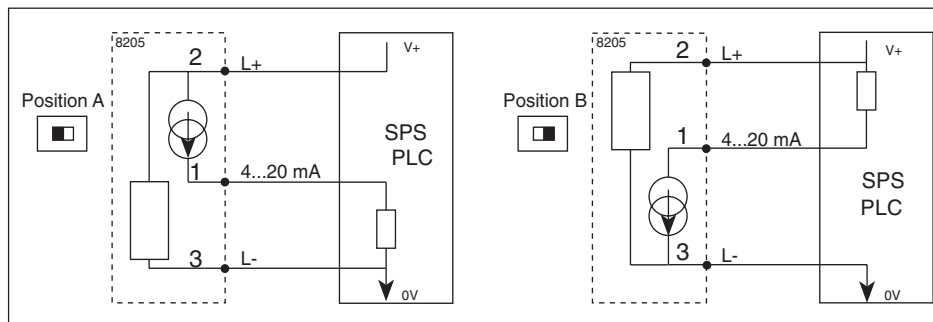 8205
2
L+
V+
Position A
SPS
PLC
1
4...20 mA
3
L-
0V
8205
2
L+
V+
Position B
1
4...20 mA
SPS
PLC
3
L-
0V